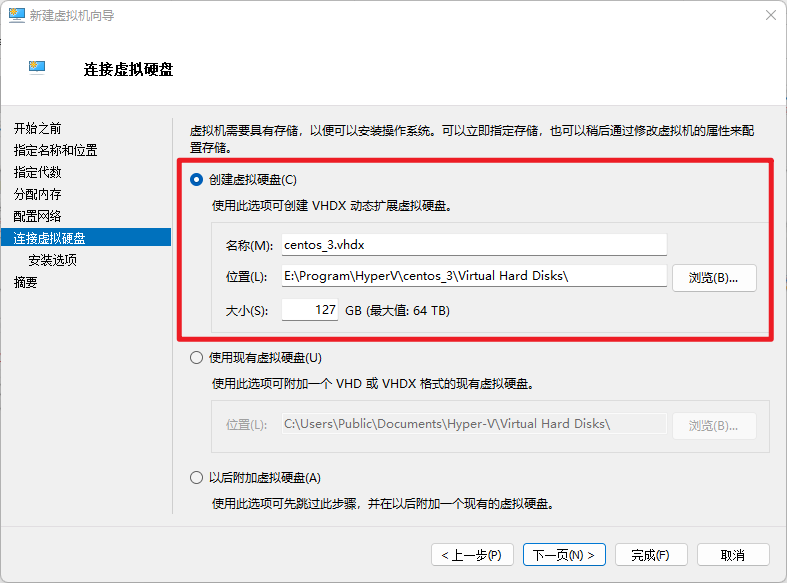 新建虚拟机向导
连接虚拟硬盘
开始之前
指定名称和位置
指定代数
分配内存
配置网络
连接虚拟硬盘
安装选项
摘要
虚拟机需要具有存储，以便可以安装操作系统。可以立即指定存储，也可以稍后通过修改虚拟机的属性来配
置存储。
创建虚拟硬盘(C)
使用此选项可创建 VHDX 动态扩展虚拟硬盘。
名称(M): centos_3.vhdx
位置(L): E:\Program\HyperV\centos_3\Virtual Hard Disks\ 浏览(B)...
大小(S): 127 GB (最大值: 64 TB)
使用现有虚拟硬盘(U)
使用此选项可附加一个 VHD 或 VHDX 格式的现有虚拟硬盘。
位置(L): C:\Users\Public\Documents\Hyper-V\Virtual Hard Disks\ 浏览(B)...
以后附加虚拟硬盘(A)
使用此选项可先跳过此步骤，并在以后附加一个现有的虚拟硬盘。
< 上一步(P) 下一页(N) > 完成(F) 取消